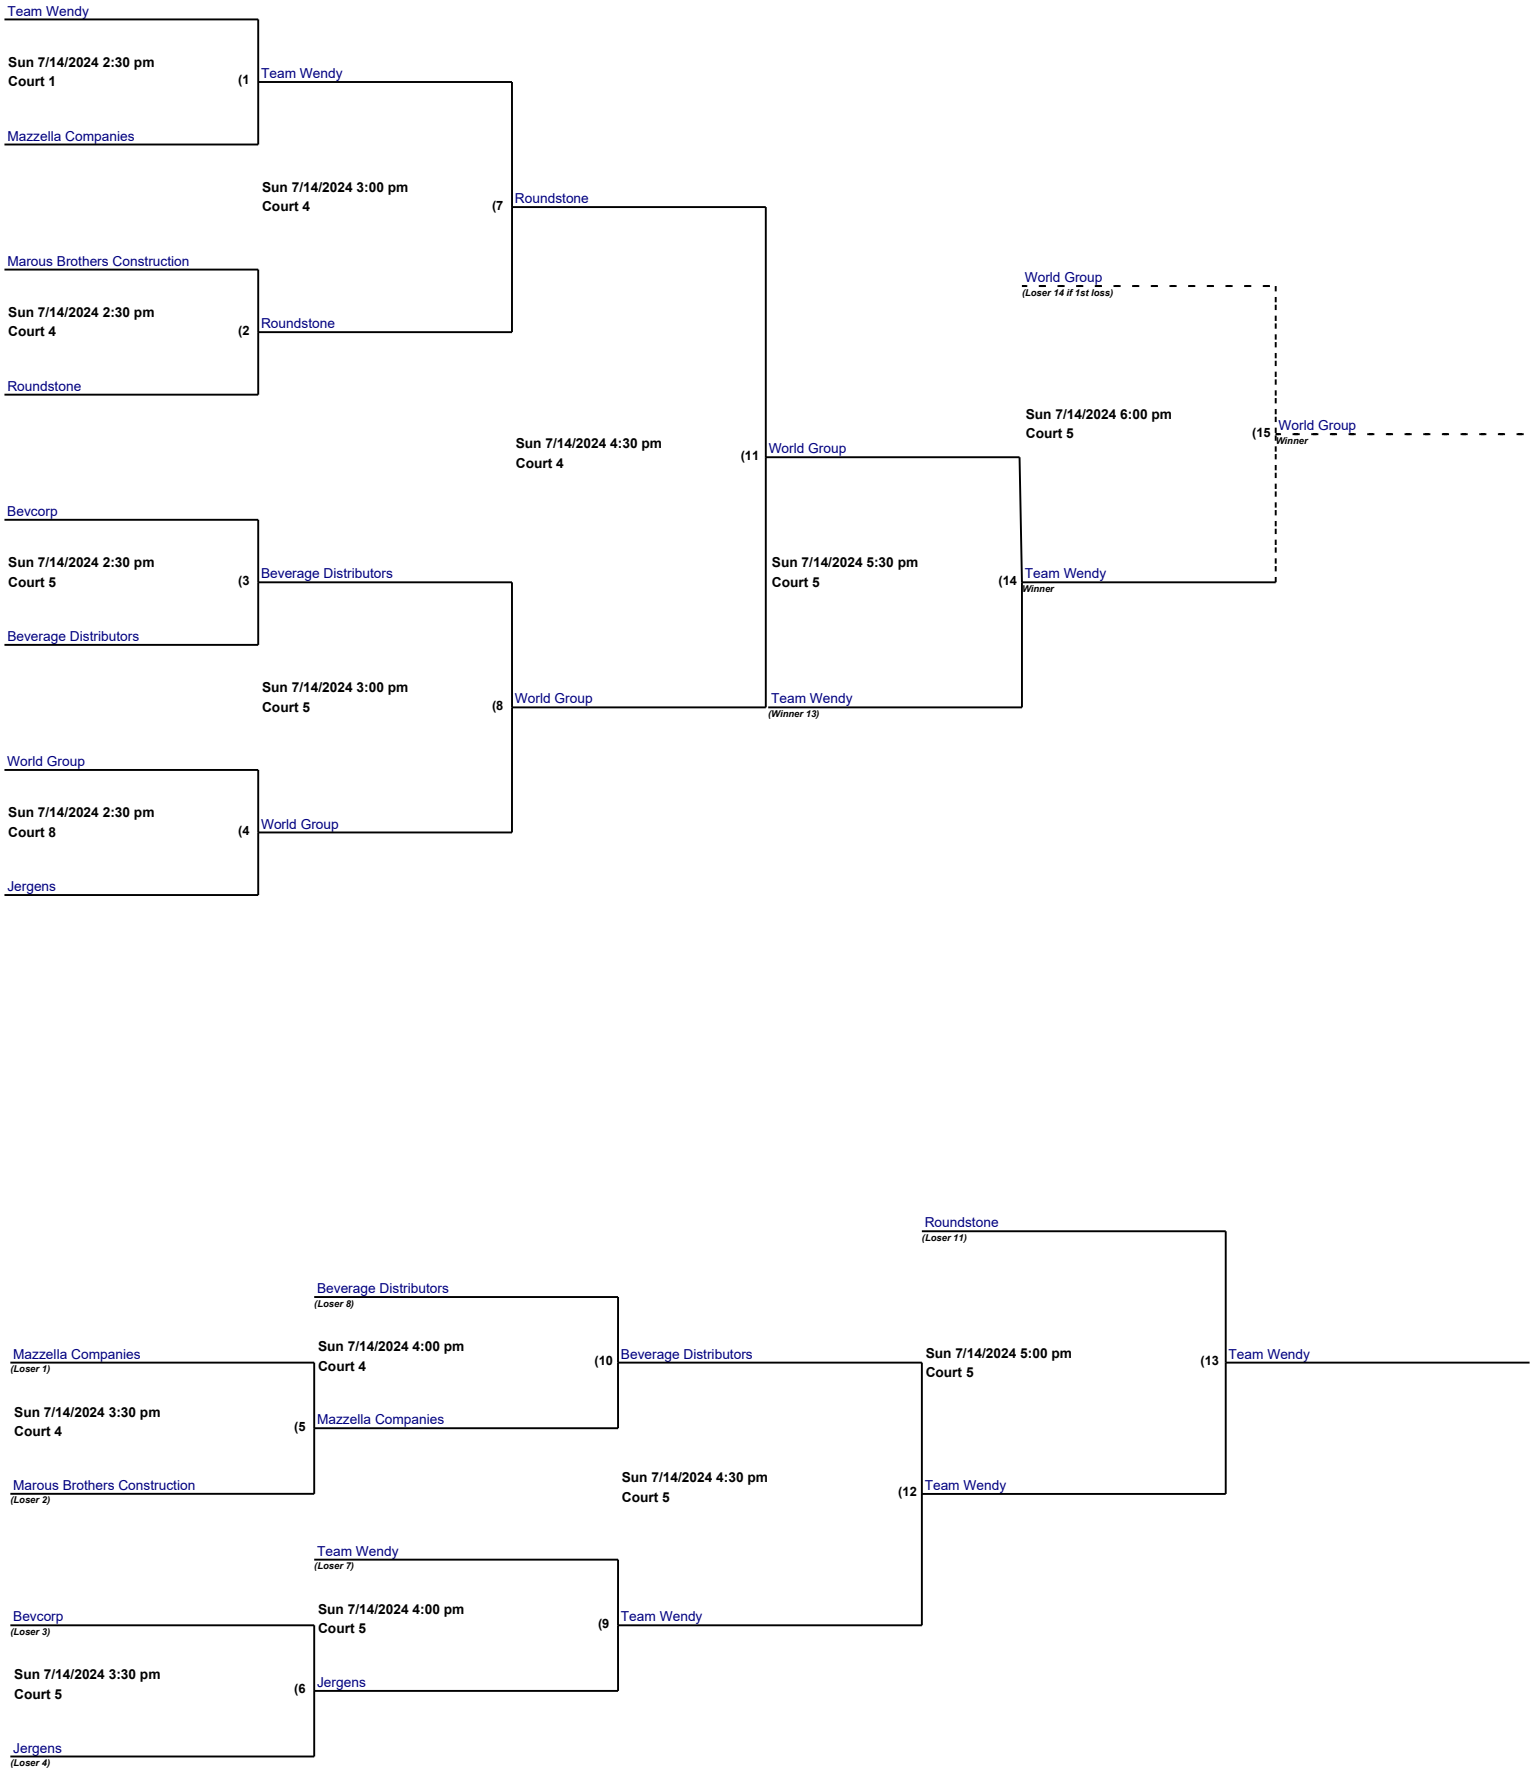 Team Wendy
Sun 7/14/2024 2:30 pm
Court 1
(1
Team Wendy
Mazzella Companies
Sun 7/14/2024 3:00 pm
Court 4
(7
Roundstone
Marous Brothers Construction
Sun 7/14/2024 2:30 pm
Court 4
(2
Roundstone
Roundstone
World Group
(Loser 14 if 1st loss)
Sun 7/14/2024 6:00 pm
Court 5
(15
World Group
Winner
Sun 7/14/2024 4:30 pm
Court 4
(11
World Group
Bevcorp
Sun 7/14/2024 2:30 pm
Court 5
(3
Beverage Distributors
Beverage Distributors
Sun 7/14/2024 5:30 pm
Court 5
(14
Team Wendy
Winner
Sun 7/14/2024 3:00 pm
Court 5
(8
World Group
Team Wendy
(Winner 13)
World Group
Sun 7/14/2024 2:30 pm
Court 8
(4
World Group
Jergens
Roundstone
(Loser 11)
Beverage Distributors
(Loser 8)
Sun 7/14/2024 4:00 pm
Court 4
(10
Beverage Distributors
Sun 7/14/2024 5:00 pm
Court 5
(13
Team Wendy
Mazzella Companies
(Loser 1)
Sun 7/14/2024 3:30 pm
Court 4
(5
Mazzella Companies
Marous Brothers Construction
(Loser 2)
Sun 7/14/2024 4:30 pm
Court 5
(12
Team Wendy
Team Wendy
(Loser 7)
Sun 7/14/2024 4:00 pm
Court 5
(9
Team Wendy
Bevcorp
(Loser 3)
Sun 7/14/2024 3:30 pm
Court 5
(6
Jergens
Jergens
(Loser 4)